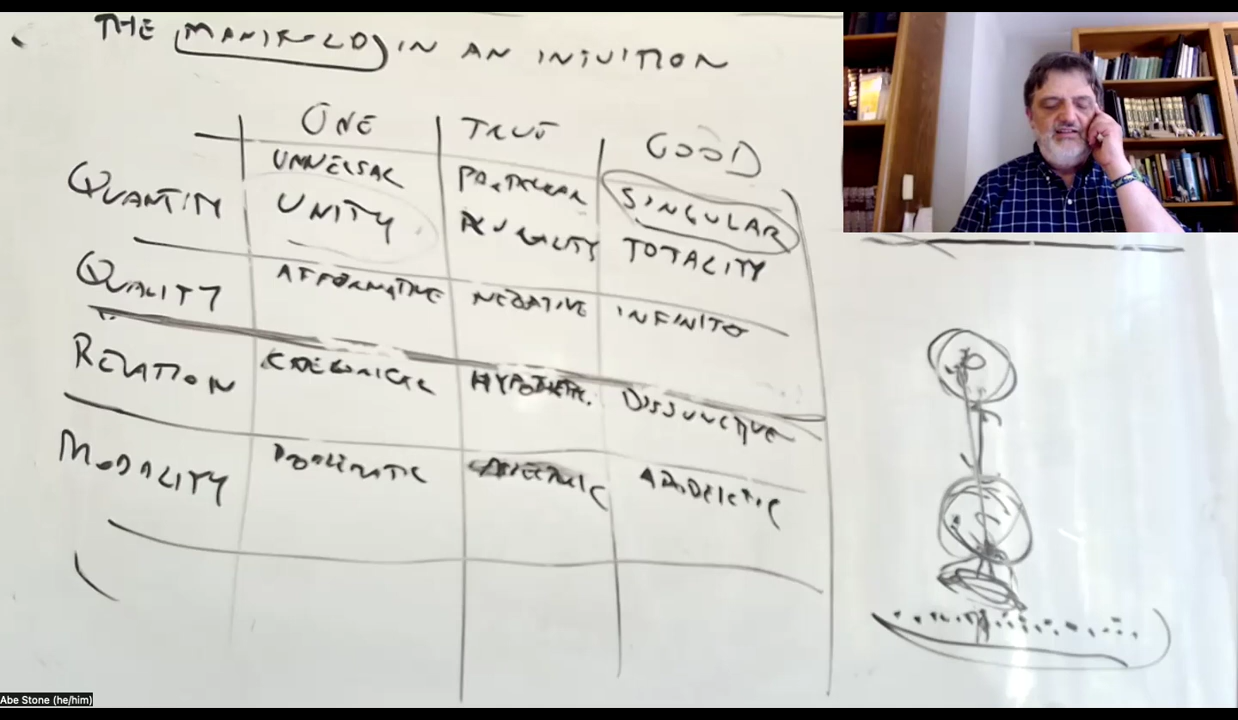 THE MANIFOLD IN AN INTUITION
ONE TRUE GOOD
UNIVERSAL PARTICULAR SINGULAR
QUANTITY UNITY PLURALITY TOTALITY
QUALITY AFFIRMATIVE NEGATIVE INFINITE
RELATION CATEGORICAL HYPOTHETIC. DISJUNCTIVE
MODALITY PROBLEMATIC ASSERTORIC APODEICTIC
Abe Stone (he/him)